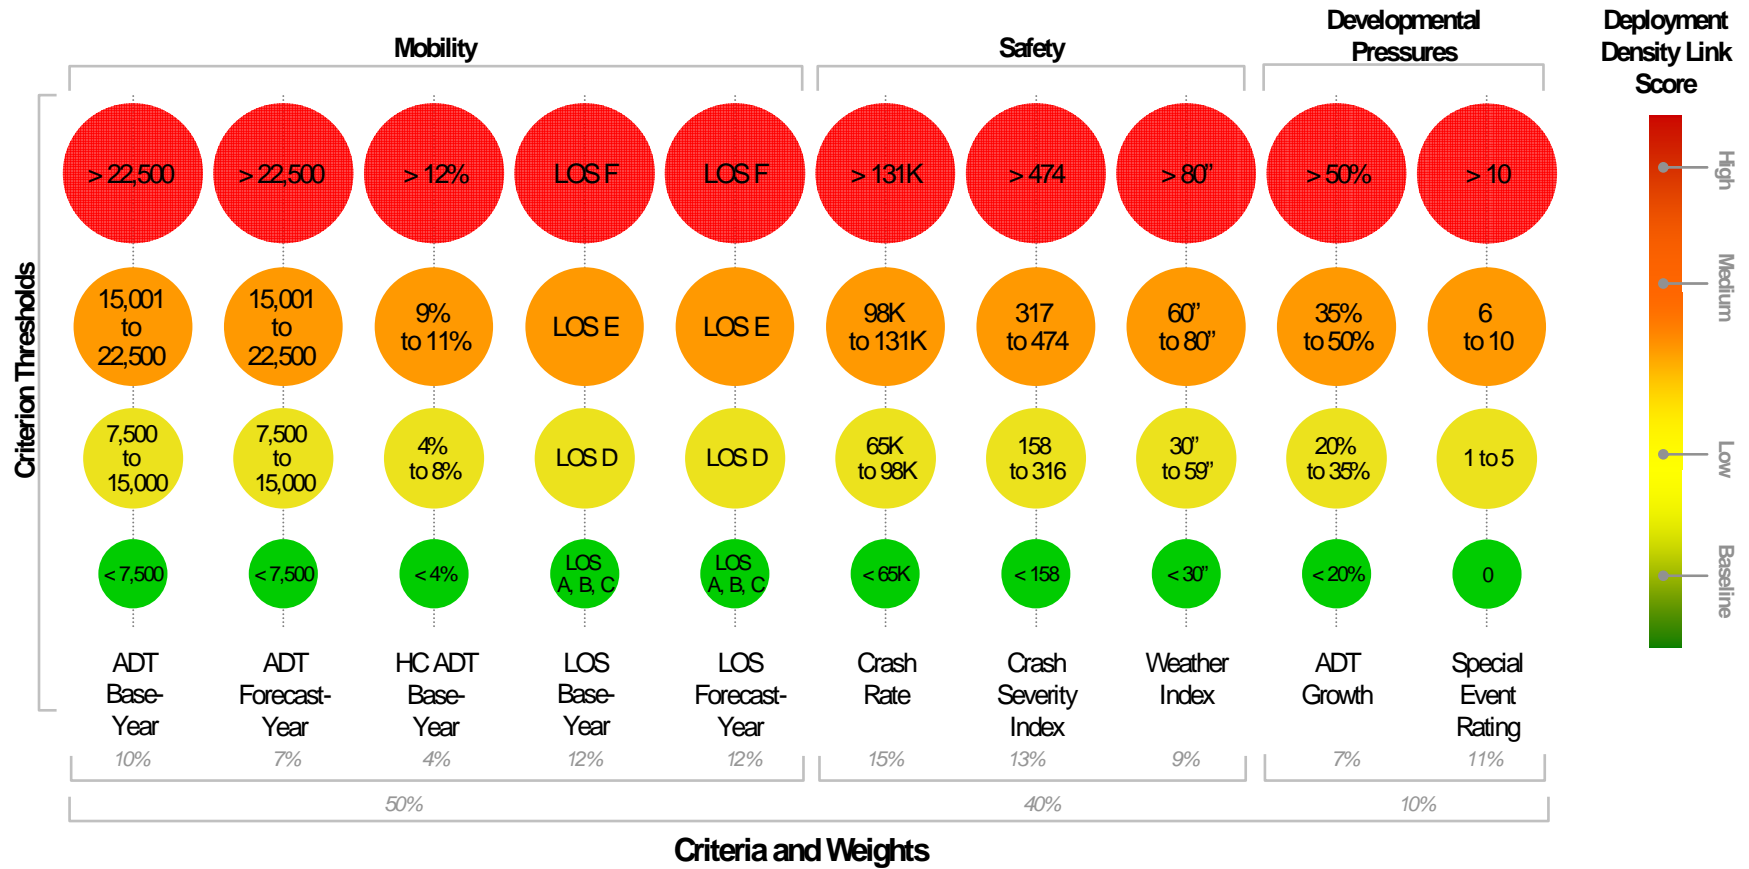 Mobility
Safety
Developmental
Pressures
Deployment
Density Link
Score
Criterion Thresholds
> 22,500
> 22,500
> 12%
LOS F
LOS F
> 131K
> 474
> 80”
> 50%
> 10
High
15,001
to
22,500
15,001
to
22,500
9%
to 11%
LOS E
LOS E
98K
to 131K
317
to 474
60”
to 80”
35%
to 50%
6
to 10
Medium
7,500
to
15,000
7,500
to
15,000
4%
to 8%
LOS D
LOS D
65K
to 98K
158
to 316
30”
to 59”
20%
to 35%
1 to 5
Low
< 7,500
< 7,500
< 4%
LOS
A, B, C
LOS
A, B, C
< 65K
< 158
< 30”
< 20%
0
Baseline
ADT
Base-
Year
ADT
Forecast-
Year
HC ADT
Base-
Year
LOS
Base-
Year
LOS
Forecast-
Year
Crash
Rate
Crash
Severity
Index
Weather
Index
ADT
Growth
Special
Event
Rating
10%
7%
4%
12%
12%
15%
13%
9%
7%
11%
50%
40%
10%
Criteria and Weights